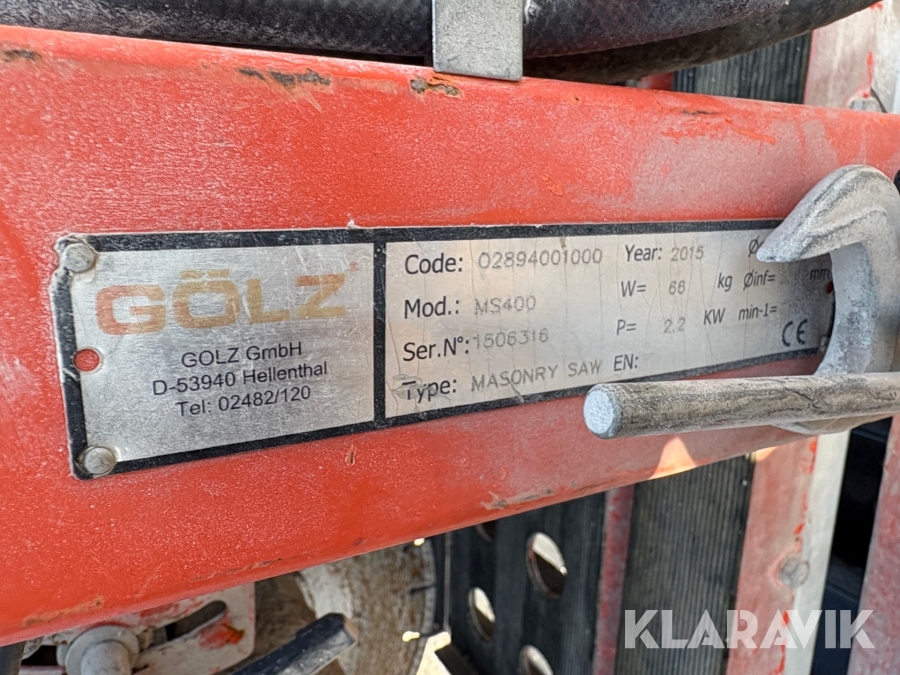 GÖLZ
GOLZ GmbH
D-53940 Hellenthal
Tel: 02482/120
Code: 02894001000 Year: 2015
Mod.: MS400 W= 66 kg Øinf= mm
Ser.N°: 1506316 P= 2.2 KW min-1=
Type: MASONRY SAW EN: CE
KLARAVIK